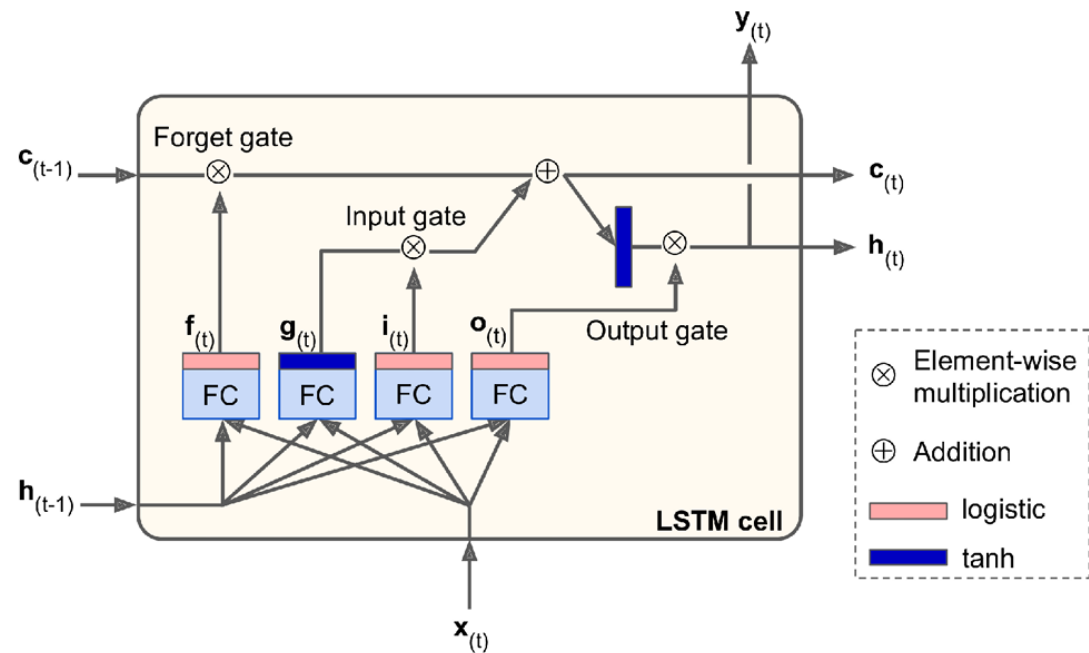 y(t)
Forget gate
c(t-1)
c(t)
Input gate
h(t)
f(t)
g(t)
i(t)
o(t)
Output gate
FC
FC
FC
FC
Element-wise
multiplication
Addition
h(t-1)
LSTM cell
logistic
tanh
x(t)